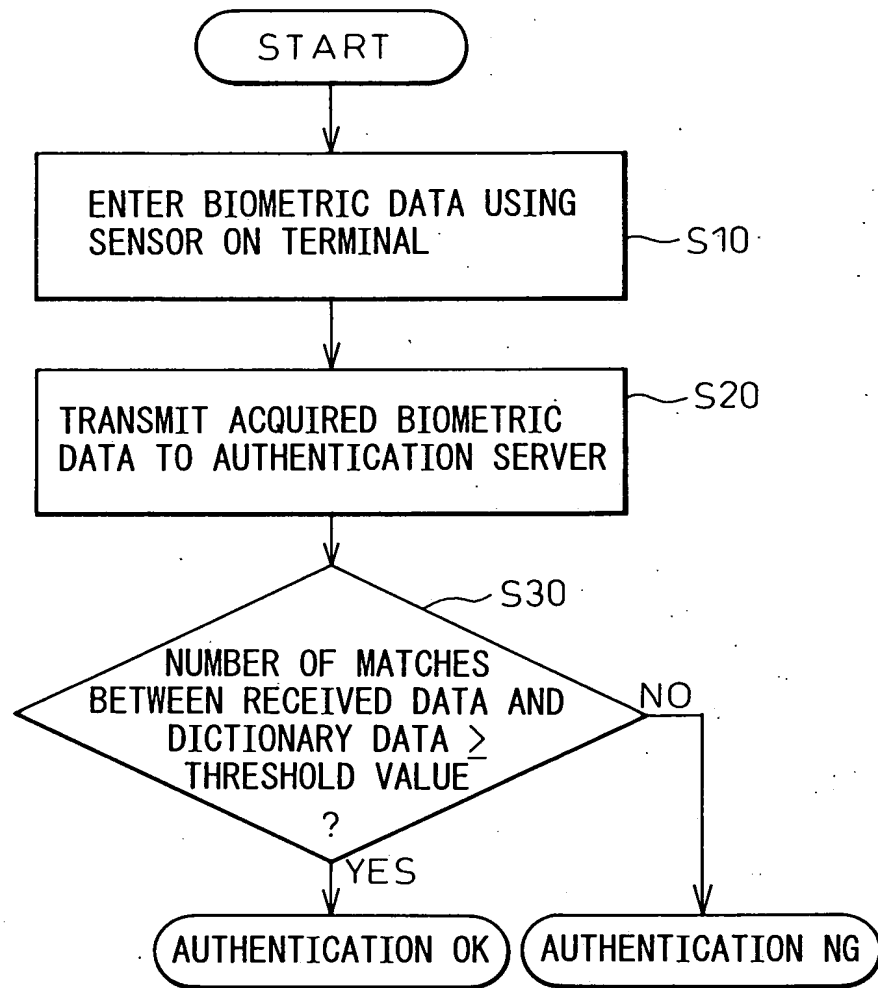 START
ENTER BIOMETRIC DATA USING
SENSOR ON TERMINAL
S10
TRANSMIT ACQUIRED BIOMETRIC
DATA TO AUTHENTICATION SERVER
S20
S30
NUMBER OF MATCHES
BETWEEN RECEIVED DATA AND
DICTIONARY DATA ≥
THRESHOLD VALUE
?
NO
YES
AUTHENTICATION OK
AUTHENTICATION NG